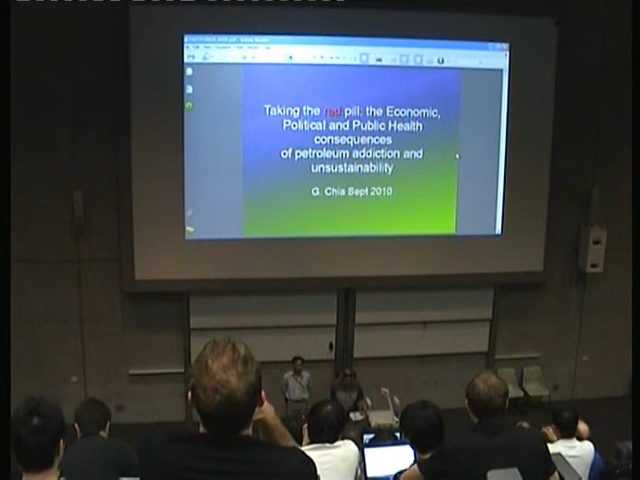 Taking the red pill: the Economic,
Political and Public Health
consequences
of petroleum addiction and
unsustainability
G. Chia Sept 2010